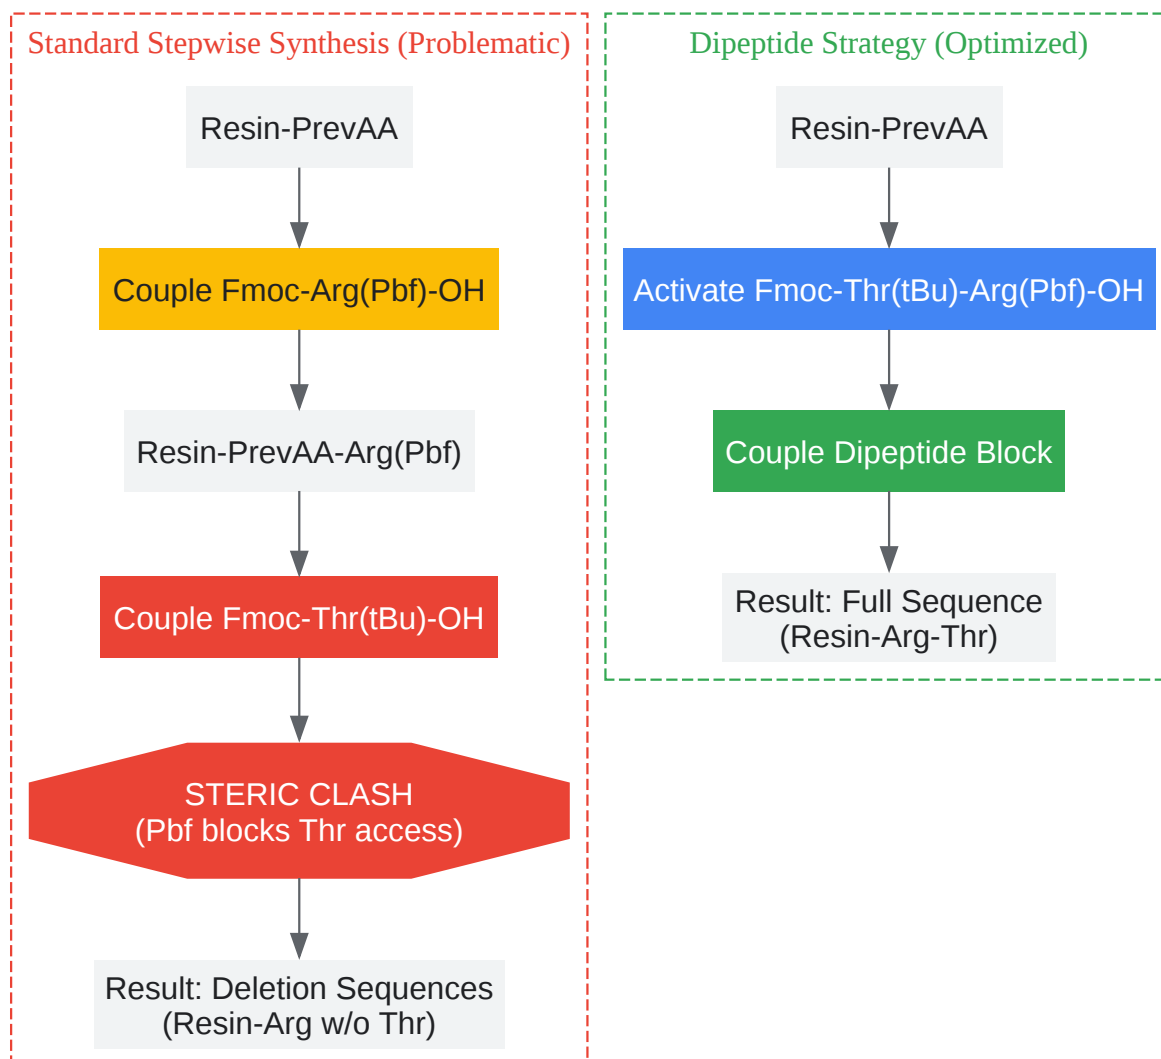 Standard Stepwise Synthesis (Problematic)
Resin-PrevAA
Couple Fmoc-Arg(Pbf)-OH
Resin-PrevAA-Arg(Pbf)
Couple Fmoc-Thr(tBu)-OH
STERIC CLASH
(Pbf blocks Thr access)
Result: Deletion Sequences
(Resin-Arg w/o Thr)
Dipeptide Strategy (Optimized)
Resin-PrevAA
Activate Fmoc-Thr(tBu)-Arg(Pbf)-OH
Couple Dipeptide Block
Result: Full Sequence
(Resin-Arg-Thr)